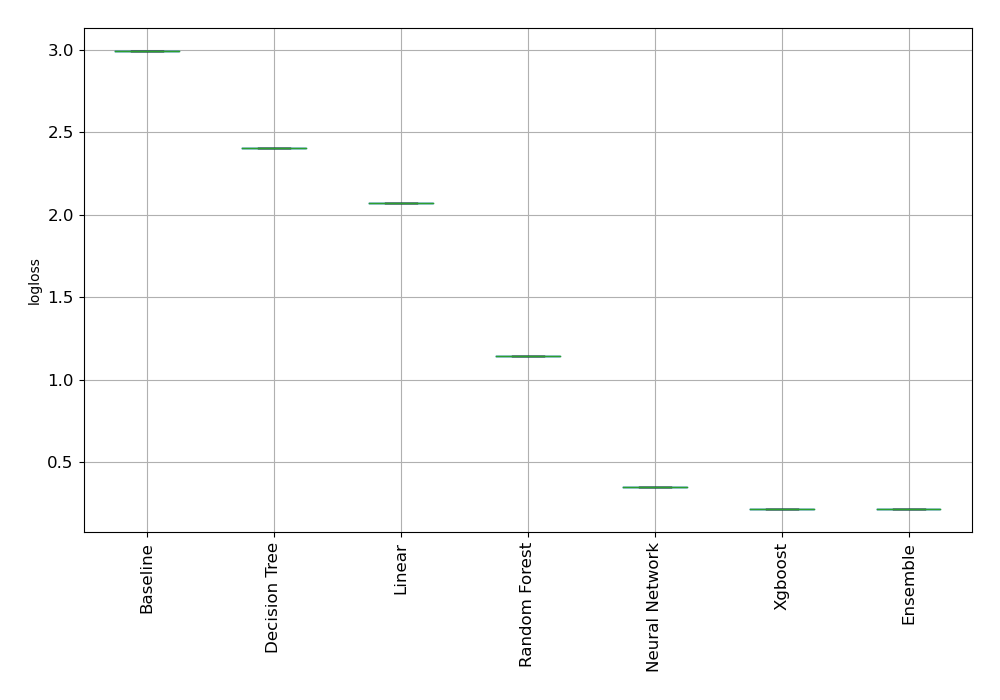 3.0
2.5
2.0
1.5
1.0
0.5
logloss
Baseline
Decision Tree
Linear
Random Forest
Neural Network
Xgboost
Ensemble